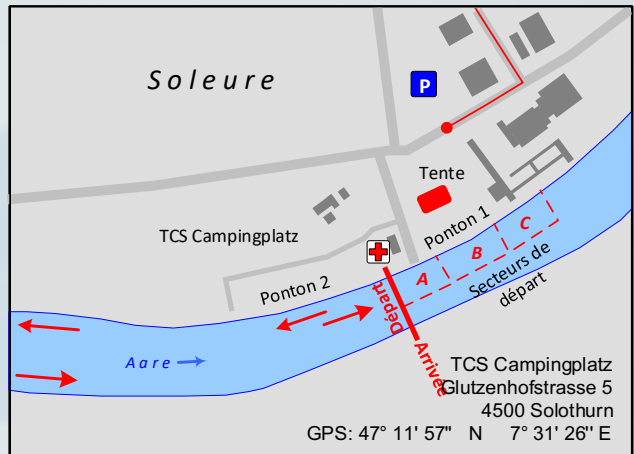 Soleure
P
Tente
TCS Campingplatz
Ponton 1
A
B
C
Secteurs de
départ
Ponton 2
Départ
Arrivée
Aare
TCS Campingplatz
Glutzenhofstrasse 5
4500 Solothurn
GPS: 47° 11' 57" N 7° 31' 26'' E